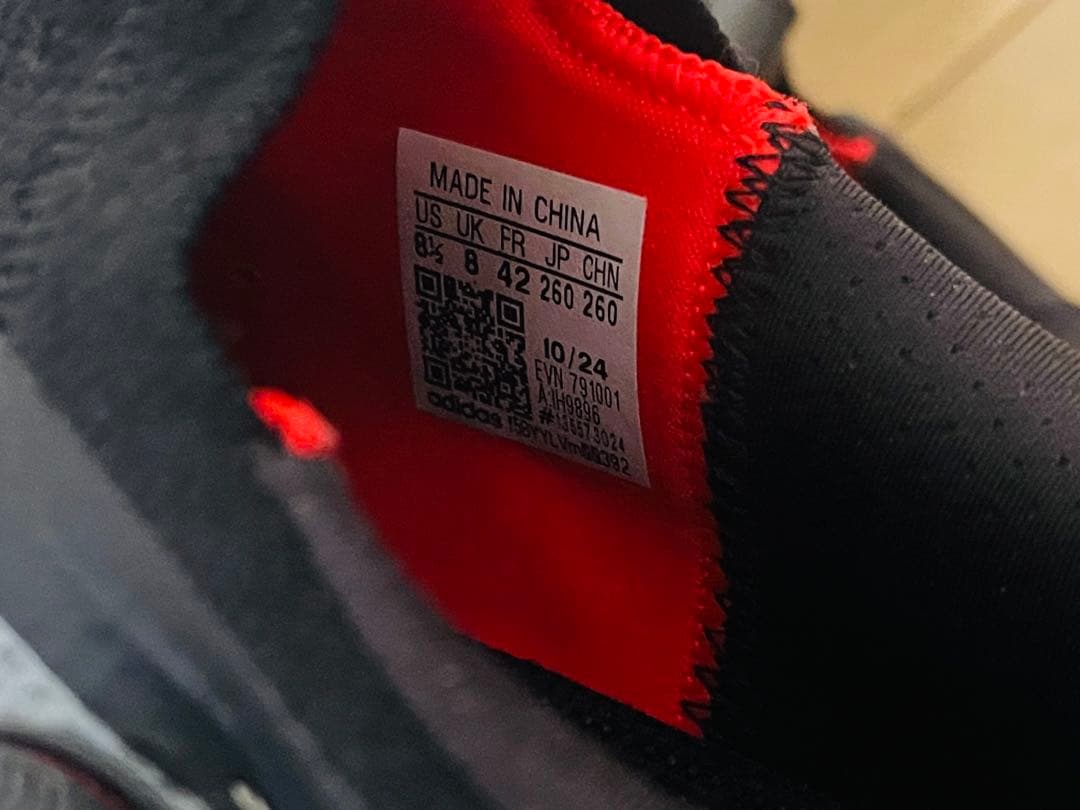 MADE IN CHINA
US UK FR JP CHN
8½ 8 42 260 260
10/24
EVN 791001
A:IH9896
#136573024
adidas